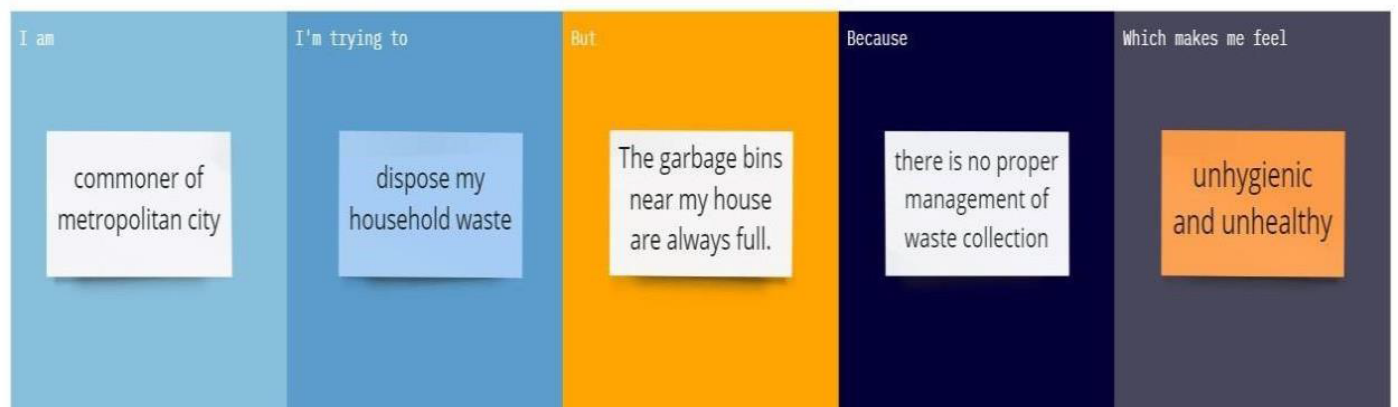 I am
commoner of
metropolitan city
I'm trying to
dispose my
household waste
But
The garbage bins
near my house
are always full.
Because
there is no proper
management of
waste collection
Which makes me feel
unhygienic
and unhealthy